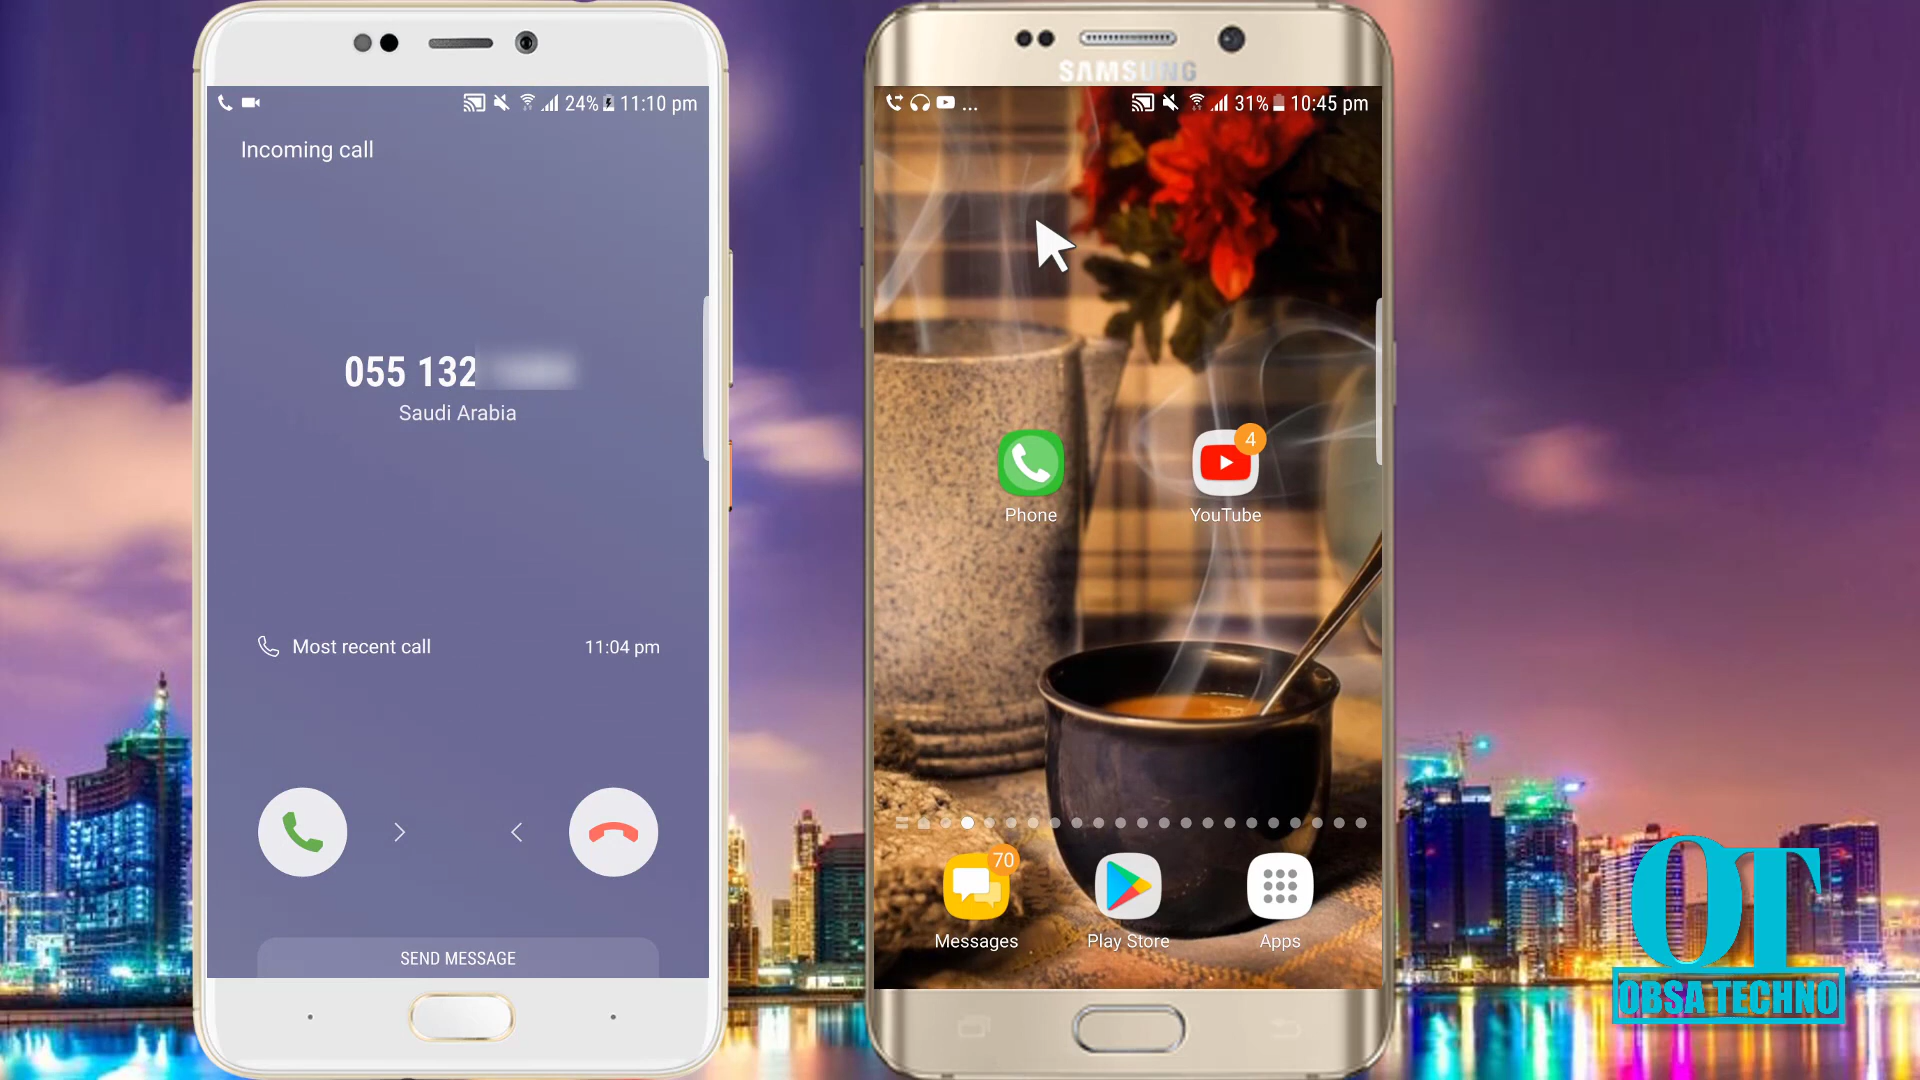 24% 11:10 pm
Incoming call
055 132
Saudi Arabia
Most recent call 11:04 pm
SEND MESSAGE
SAMSUNG
... 31% 10:45 pm
4
Phone
YouTube
70
Messages
Play Store
Apps
OT
OBSA TECHNO